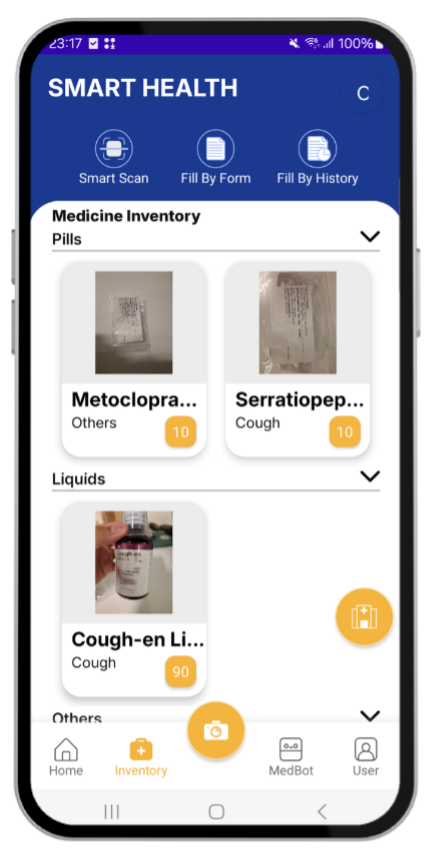 23:17 100%
SMART HEALTH
C
Smart Scan Fill By Form Fill By History
Medicine Inventory
Pills
Metoclopra... Serratiopep...
Others 10 Cough 10
Liquids
Cough-en Li...
Cough 90
Others
Home Inventory MedBot User